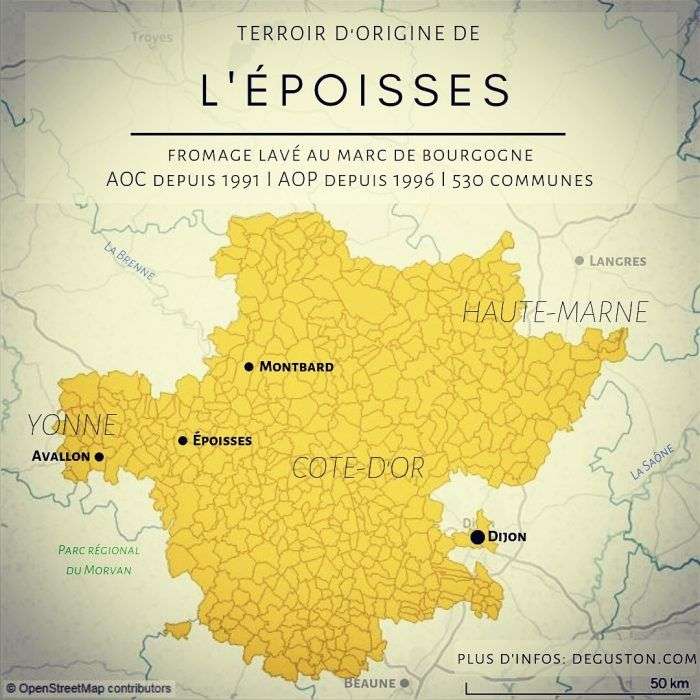 Troyes
TERROIR D'ORIGINE DE
L'ÉPOISSES
FROMAGE LAVÉ AU MARC DE BOURGOGNE
AOC DEPUIS 1991 | AOP DEPUIS 1996 | 530 COMMUNES
LA BRENNE
LANGRES
HAUTE-MARNE
MONTBARD
YONNE
ÉPOISSES
AVALLON
COTE-D'OR
LA SAÔNE
DIJON
PARC RÉGIONAL
DU MORVAN
PLUS D'INFOS: DEGUSTON.COM
BEAUNE
© OpenStreetMap contributors
50 km